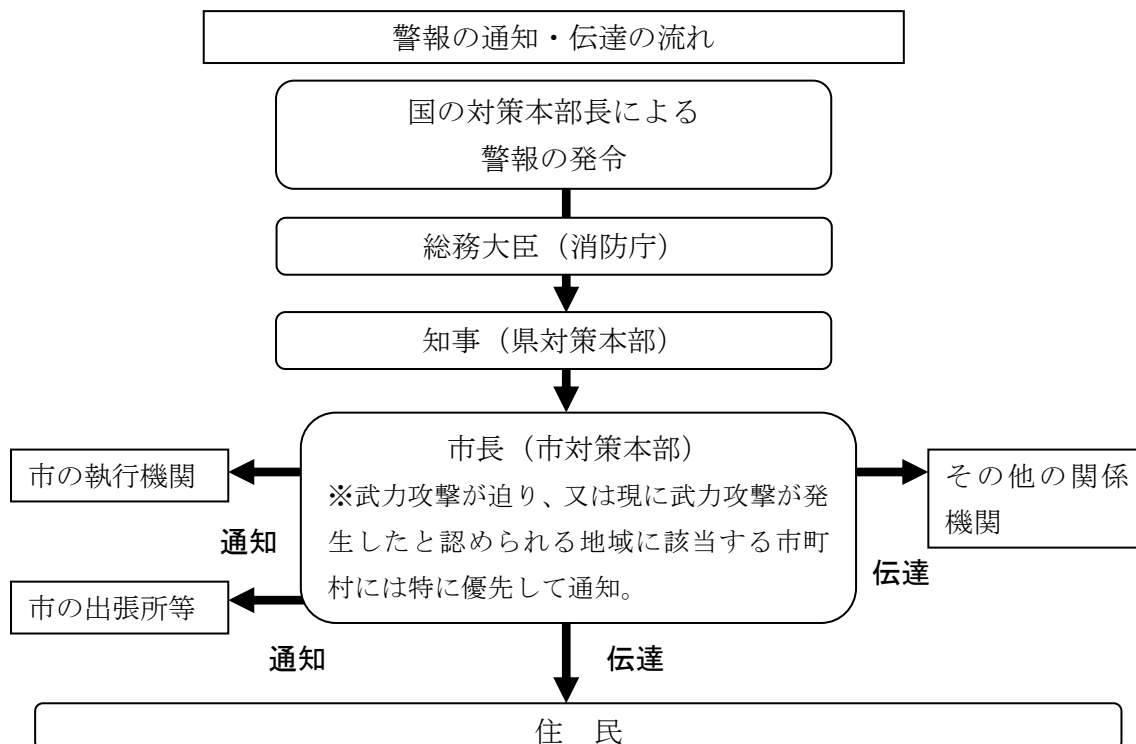 警報の通知・伝達の流れ
国の対策本部長による
警報の発令
総務大臣（消防庁）
知事（県対策本部）
市長（市対策本部）
※武力攻撃が迫り、又は現に武力攻撃が発
生したと認められる地域に該当する市町
村には特に優先して通知。
市の執行機関
通知
市の出張所等
通知
その他の関係
機関
伝達
伝達
住　民